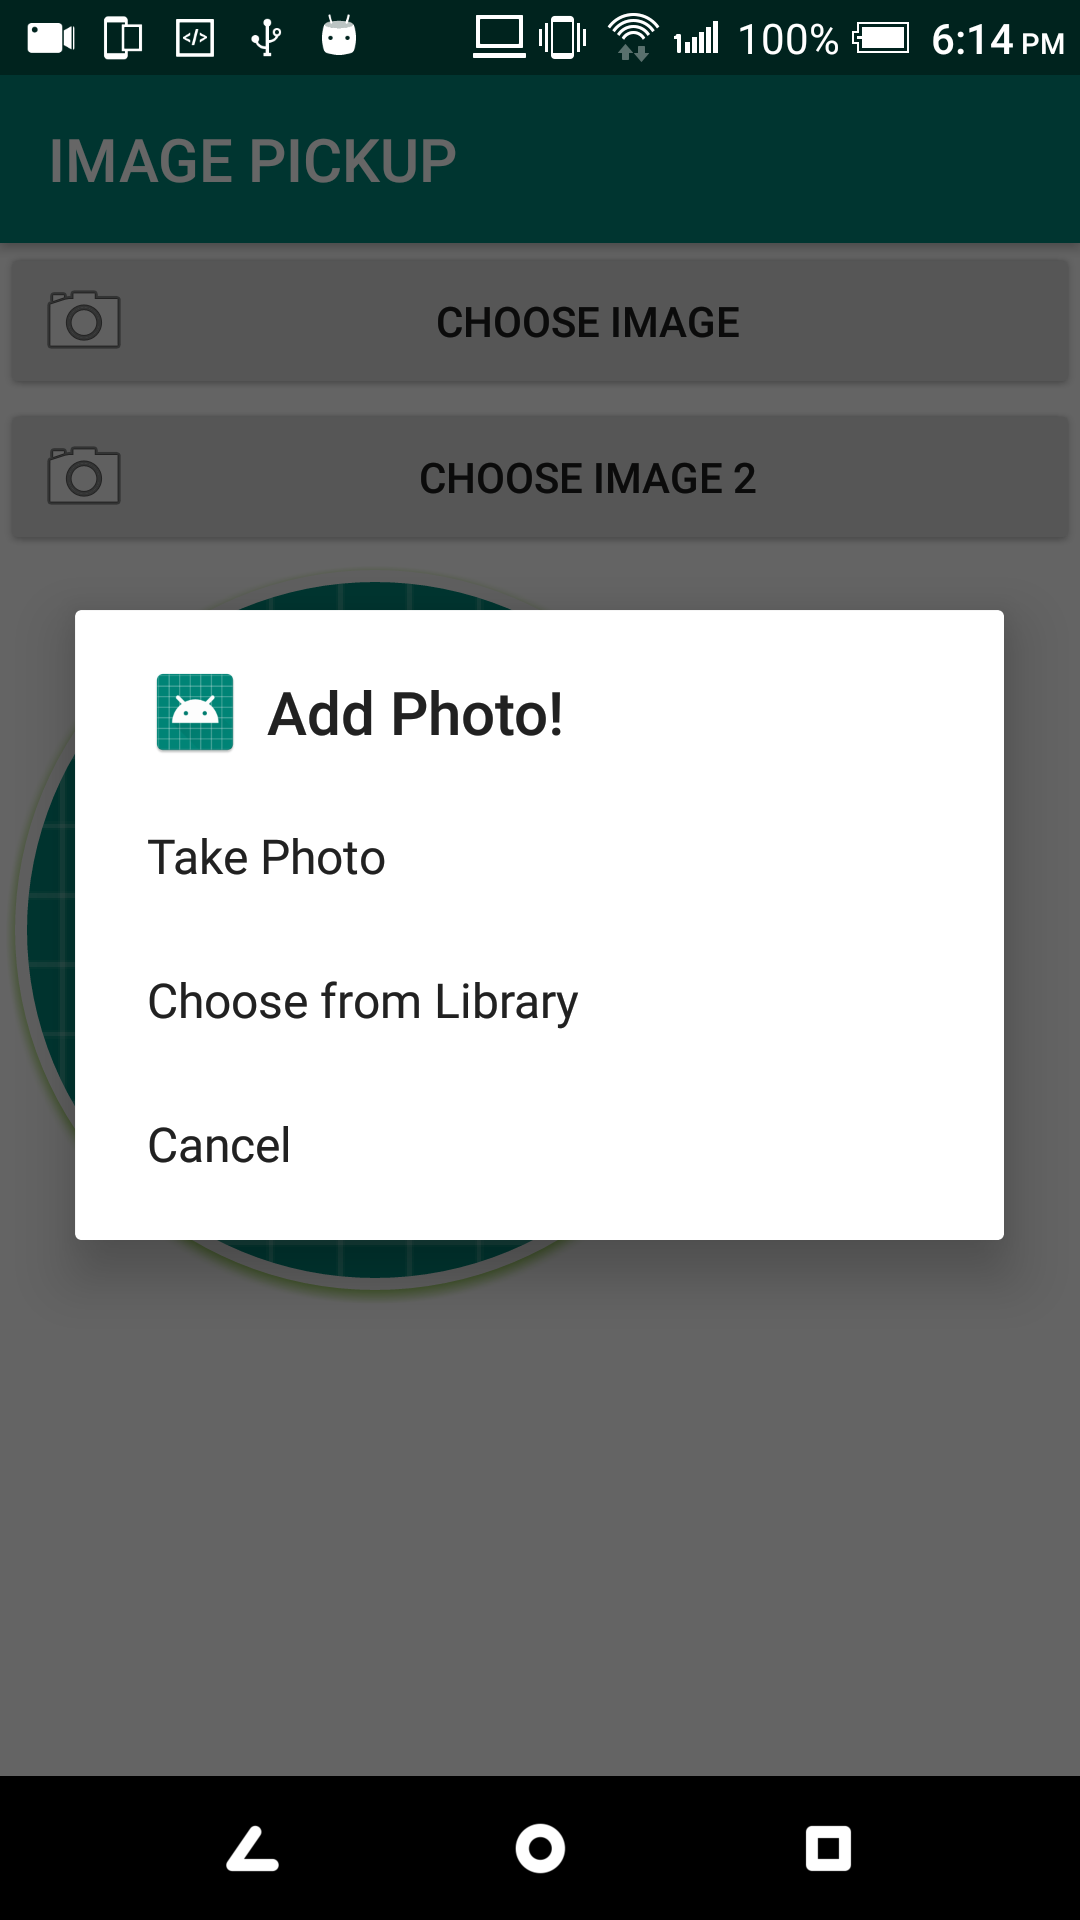 100% 6:14 PM
IMAGE PICKUP
CHOOSE IMAGE
CHOOSE IMAGE 2
Add Photo!
Take Photo
Choose from Library
Cancel